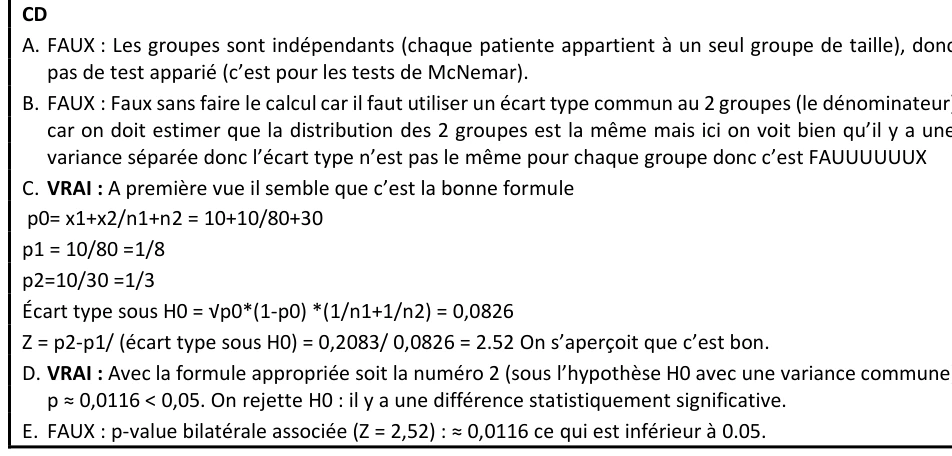 CD
A. FAUX : Les groupes sont indépendants (chaque patiente appartient à un seul groupe de taille), donc
pas de test apparié (c’est pour les tests de McNemar).
B. FAUX : Faux sans faire le calcul car il faut utiliser un écart type commun au 2 groupes (le dénominateur)
car on doit estimer que la distribution des 2 groupes est la même mais ici on voit bien qu’il y a une
variance séparée donc l’écart type n’est pas le même pour chaque groupe donc c’est FAUUUUUUX
C. VRAI : A première vue il semble que c’est la bonne formule
p0= x1+x2/n1+n2 = 10+10/80+30
p1 = 10/80 =1/8
p2=10/30 =1/3
Écart type sous H0 = √p0*(1-p0) *(1/n1+1/n2) = 0,0826
Z = p2-p1/ (écart type sous H0) = 0,2083/ 0,0826 = 2.52 On s’aperçoit que c’est bon.
D. VRAI : Avec la formule appropriée soit la numéro 2 (sous l’hypothèse H0 avec une variance commune
p ≈ 0,0116 < 0,05. On rejette H0 : il y a une différence statistiquement significative.
E. FAUX : p-value bilatérale associée (Z = 2,52) : ≈ 0,0116 ce qui est inférieur à 0.05.